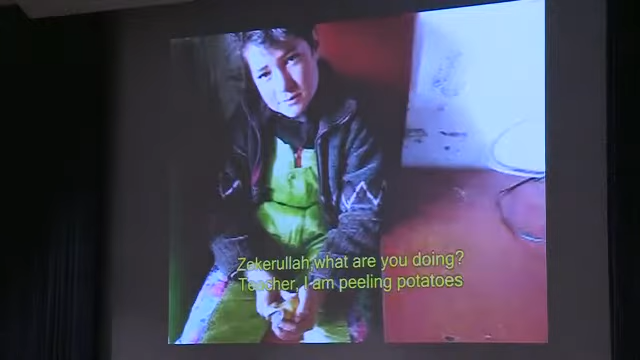 Zekerullah what are you doing?
Teacher, I am peeling potatoes